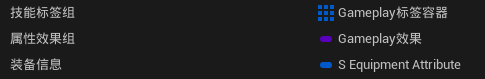 技能标签组 Gameplay标签容器
属性效果组 Gameplay效果
装备信息 S Equipment Attribute